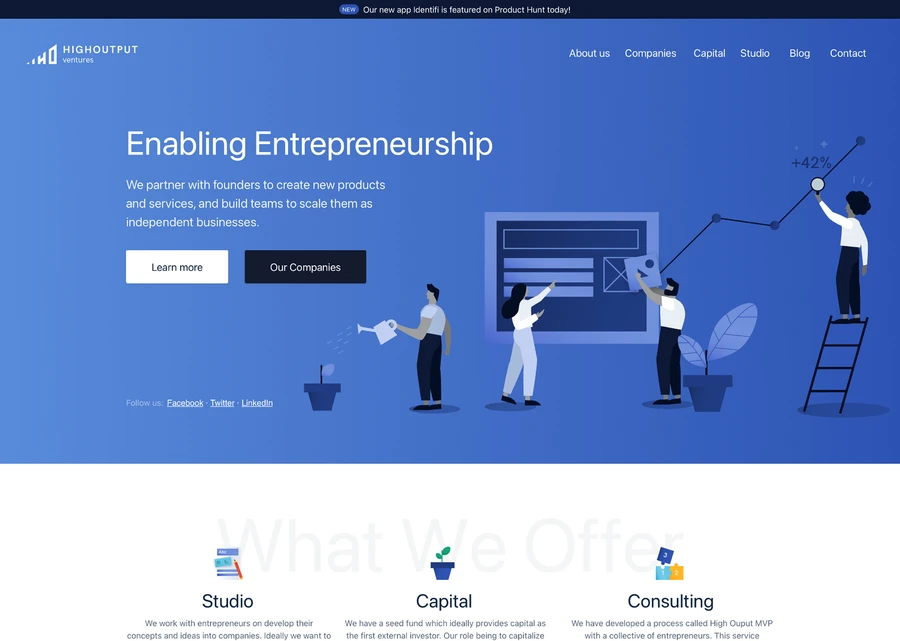 NEW Our new app Identifi is featured on Product Hunt today!
HIGHOUTPUT
ventures
About us Companies Capital Studio Blog Contact
Enabling Entrepreneurship
We partner with founders to create new products
and services, and build teams to scale them as
independent businesses.
Learn more Our Companies
+42%
Follow us: Facebook · Twitter · LinkedIn
What We Offer
Abc
3
1 2
Studio
We work with entrepreneurs on develop their
concepts and ideas into companies. Ideally we want to
Capital
We have a seed fund which ideally provides capital as
the first external investor. Our role being to capitalize
Consulting
We have developed a process called High Ouput MVP
with a collective of entrepreneurs. This service